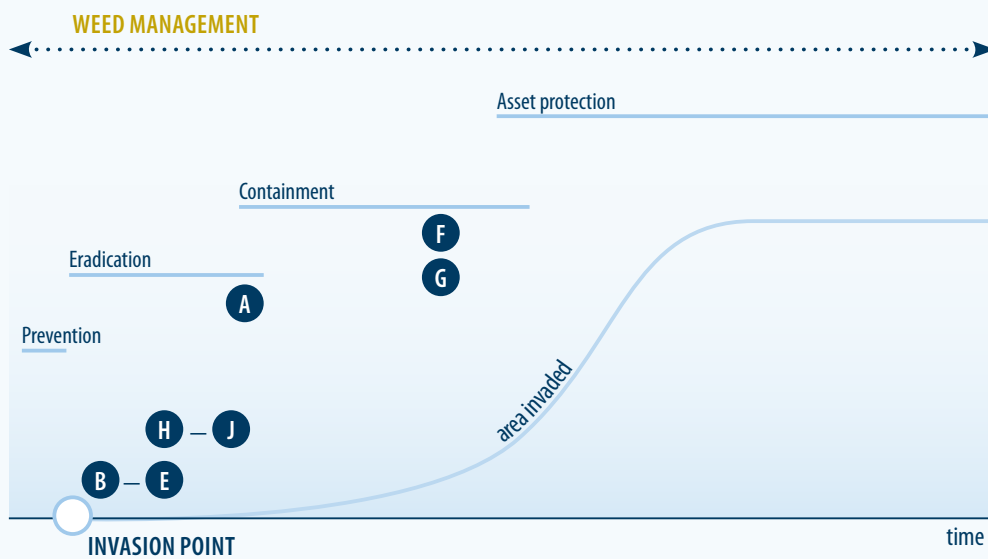 WEED MANAGEMENT
Asset protection
Containment
F
Eradication
G
A
Prevention
area invaded
H – J
B – E
INVASION POINT
time